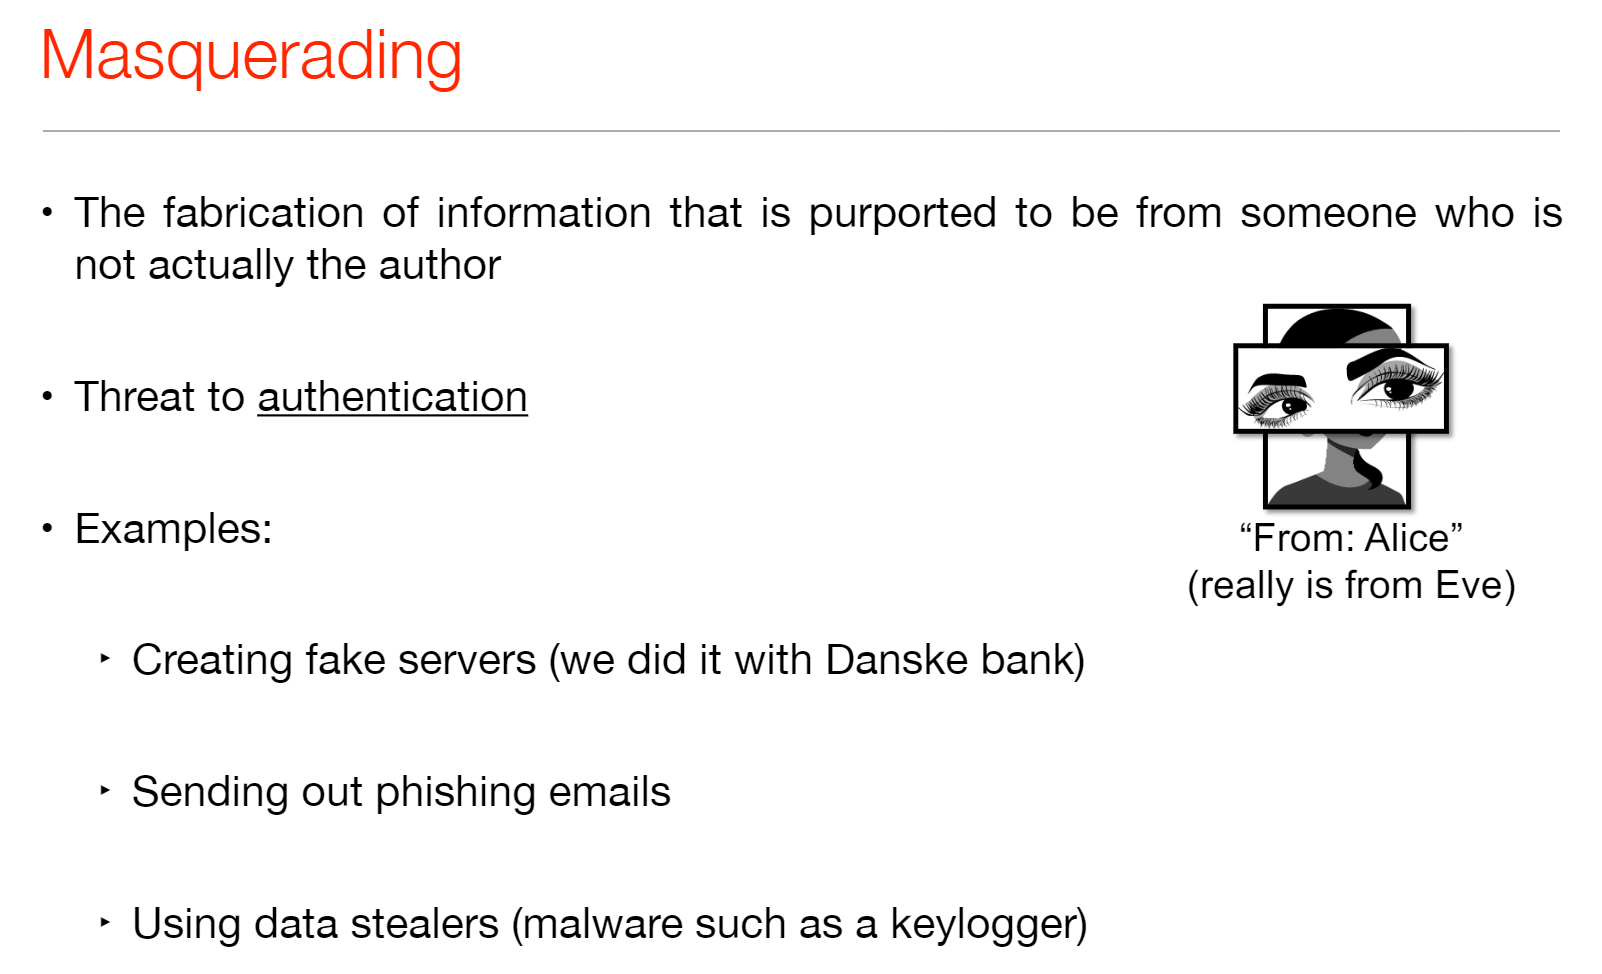 Masquerading
• The fabrication of information that is purported to be from someone who is
not actually the author
• Threat to authentication
• Examples:
“From: Alice”
(really is from Eve)
‣ Creating fake servers (we did it with Danske bank)
‣ Sending out phishing emails
‣ Using data stealers (malware such as a keylogger)